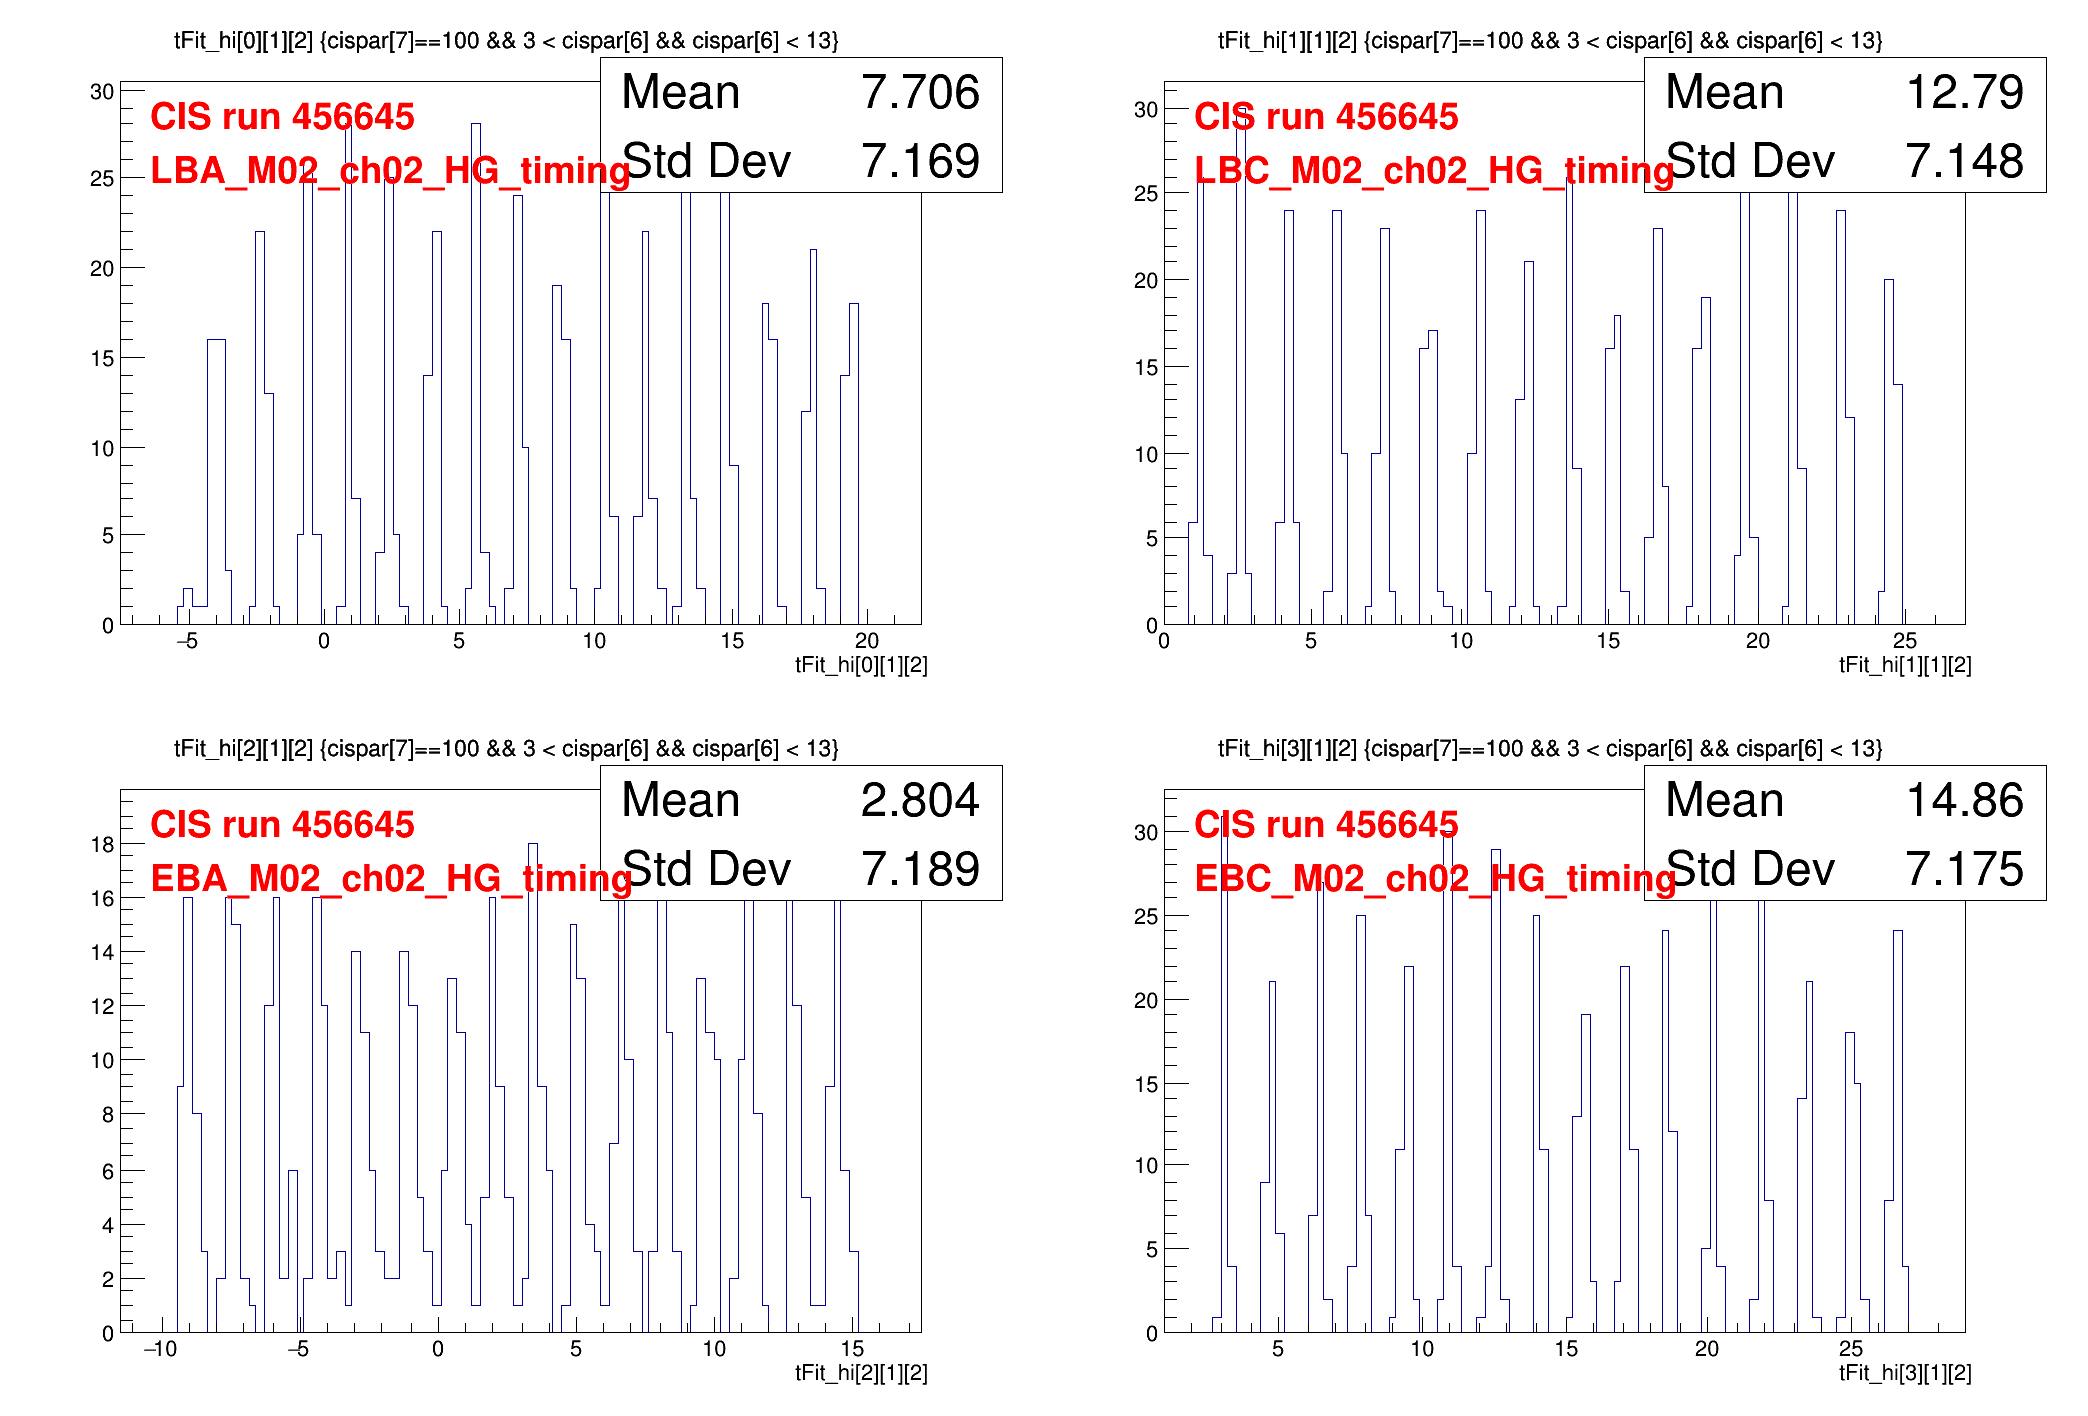 tFit_hi[0][1][2] {cispar[7]==100 && 3 < cispar[6] && cispar[6] < 13}
Mean 7.706
Std Dev 7.169
CIS run 456645
LBA_M02_ch02_HG_timing
30
25
20
15
10
5
0
−5 0 5 10 15 20
tFit_hi[0][1][2]
tFit_hi[1][1][2] {cispar[7]==100 && 3 < cispar[6] && cispar[6] < 13}
Mean 12.79
Std Dev 7.148
CIS run 456645
LBC_M02_ch02_HG_timing
30
25
20
15
10
5
0
0 5 10 15 20 25
tFit_hi[1][1][2]
tFit_hi[2][1][2] {cispar[7]==100 && 3 < cispar[6] && cispar[6] < 13}
Mean 2.804
Std Dev 7.189
CIS run 456645
EBA_M02_ch02_HG_timing
18
16
14
12
10
8
6
4
2
0
−10 −5 0 5 10 15
tFit_hi[2][1][2]
tFit_hi[3][1][2] {cispar[7]==100 && 3 < cispar[6] && cispar[6] < 13}
Mean 14.86
Std Dev 7.175
CIS run 456645
EBC_M02_ch02_HG_timing
30
25
20
15
10
5
0
5 10 15 20 25
tFit_hi[3][1][2]